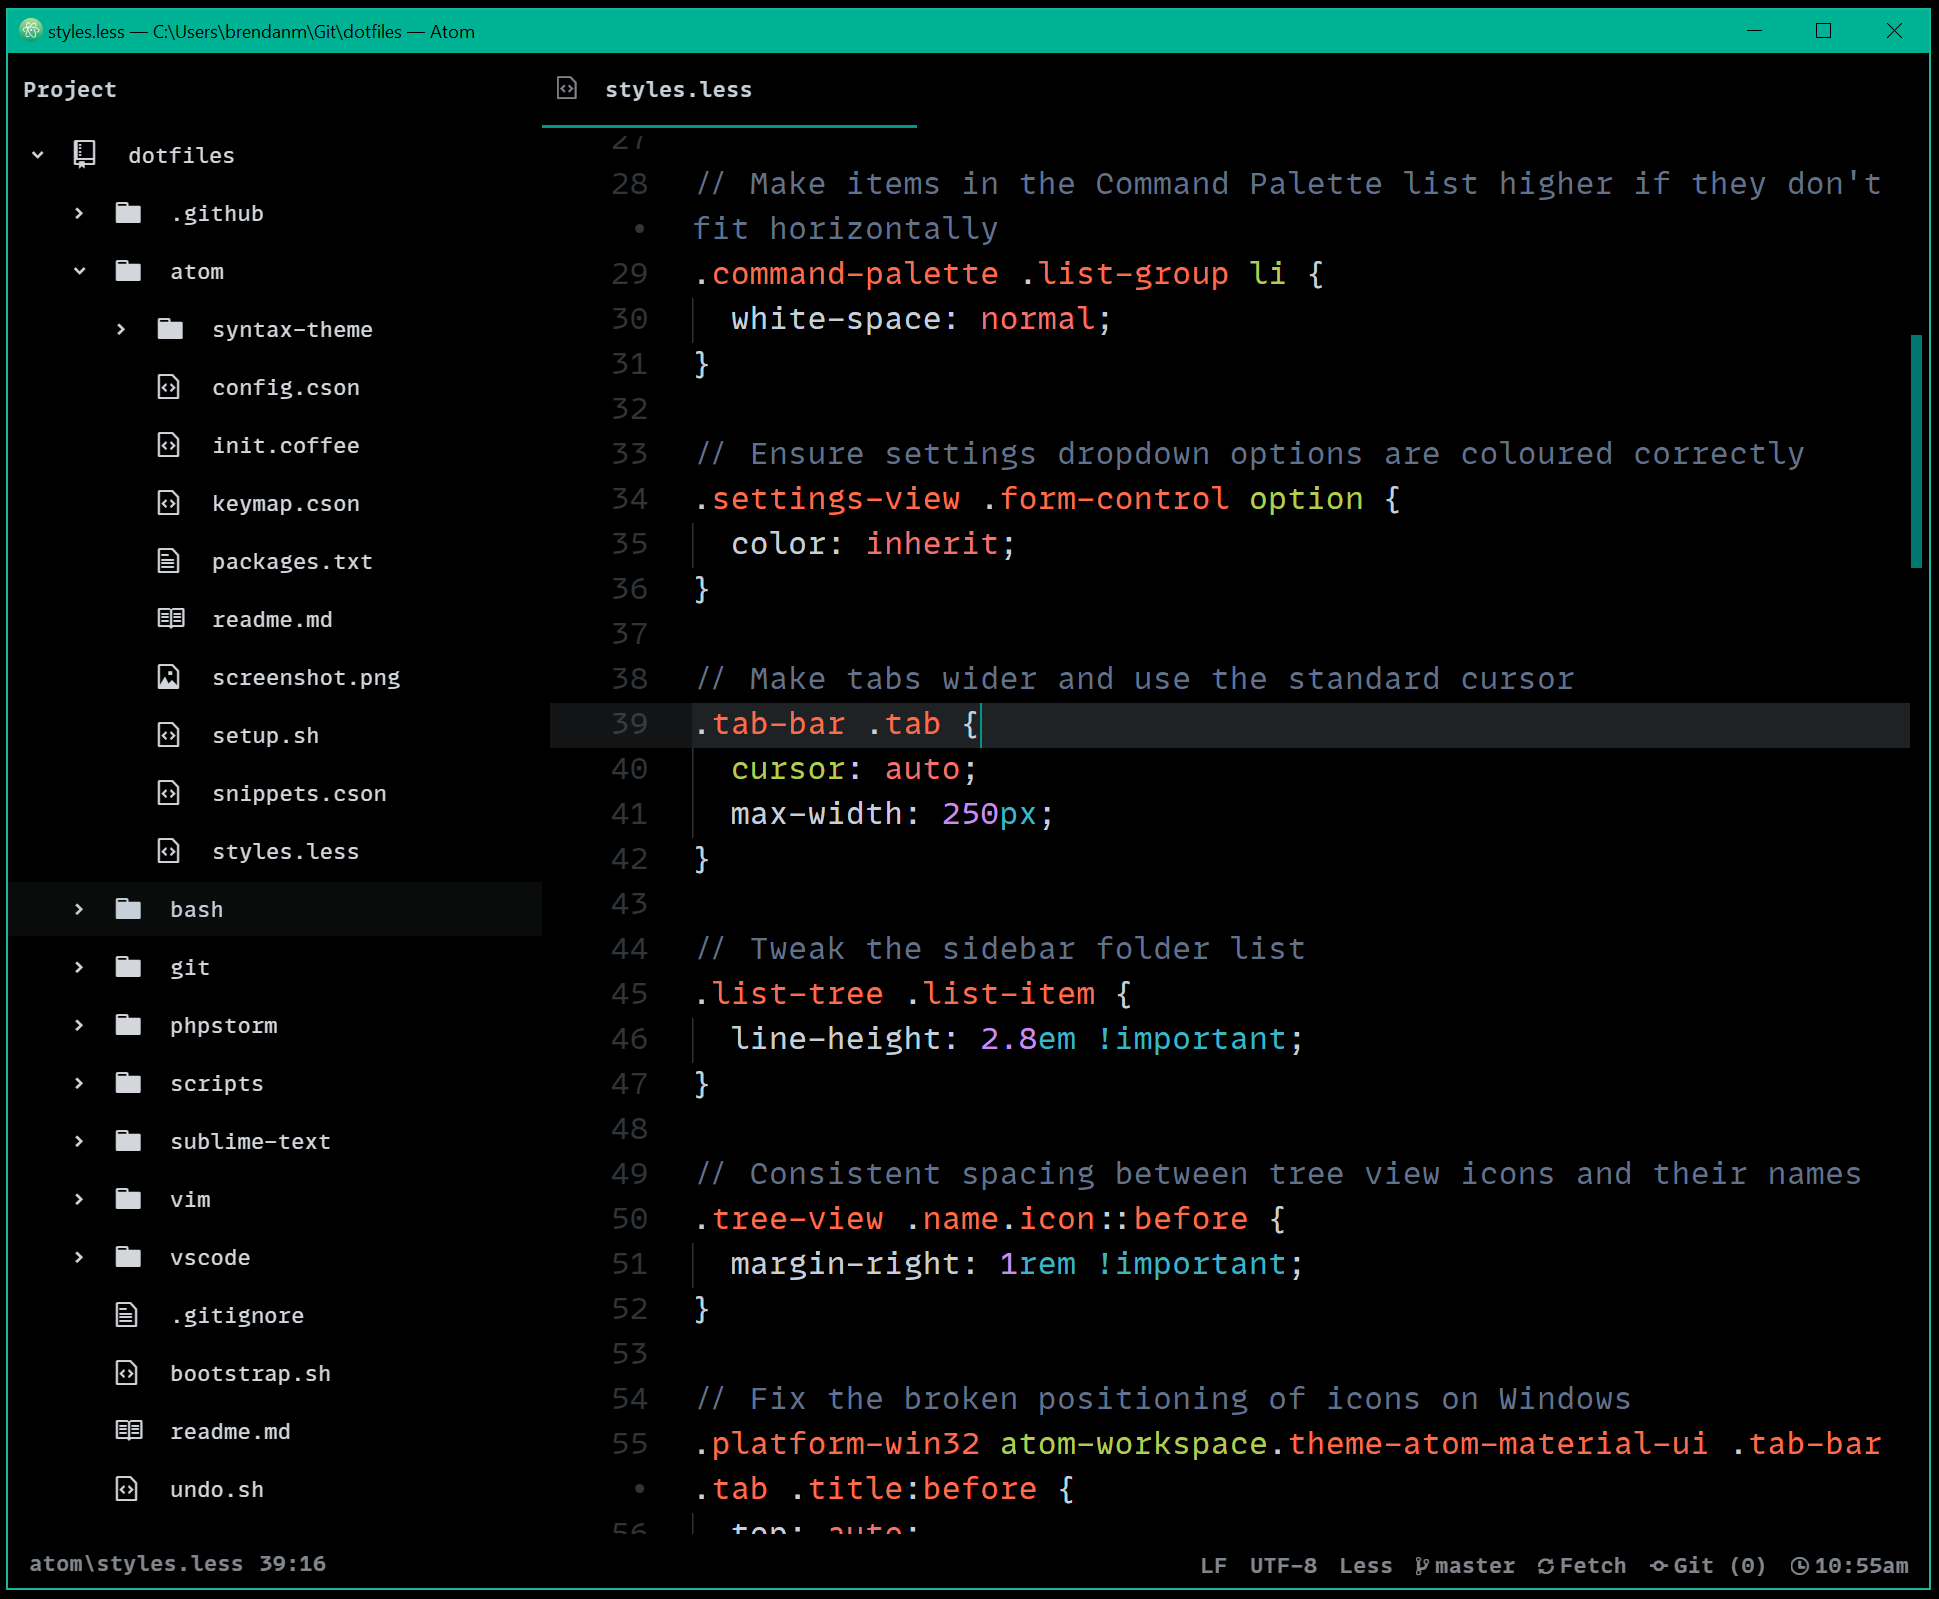 styles.less — C:\Users\brendanm\Git\dotfiles — Atom
Project
dotfiles
.github
atom
syntax-theme
config.cson
init.coffee
keymap.cson
packages.txt
readme.md
screenshot.png
setup.sh
snippets.cson
styles.less
bash
git
phpstorm
scripts
sublime-text
vim
vscode
.gitignore
bootstrap.sh
readme.md
undo.sh
styles.less
27
28 // Make items in the Command Palette list higher if they don't
• fit horizontally
29 .command-palette .list-group li {
30 white-space: normal;
31 }
32
33 // Ensure settings dropdown options are coloured correctly
34 .settings-view .form-control option {
35 color: inherit;
36 }
37
38 // Make tabs wider and use the standard cursor
39 .tab-bar .tab {
40 cursor: auto;
41 max-width: 250px;
42 }
43
44 // Tweak the sidebar folder list
45 .list-tree .list-item {
46 line-height: 2.8em !important;
47 }
48
49 // Consistent spacing between tree view icons and their names
50 .tree-view .name.icon::before {
51 margin-right: 1rem !important;
52 }
53
54 // Fix the broken positioning of icons on Windows
55 .platform-win32 atom-workspace.theme-atom-material-ui .tab-bar
• .tab .title:before {
56 top: auto;
atom\styles.less 39:16
LF UTF-8 Less master Fetch Git (0) 10:55am